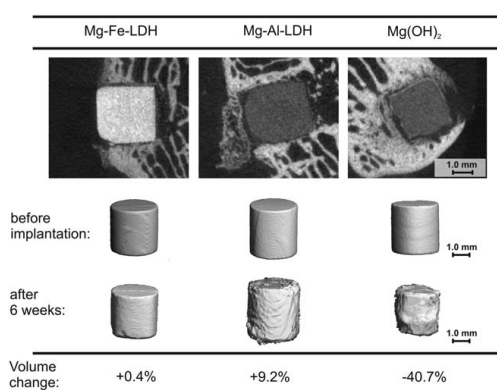 Mg-Fe-LDH Mg-Al-LDH Mg(OH)₂
1.0 mm
before
implantation:
1.0 mm
after
6 weeks:
1.0 mm
Volume
change: +0.4% +9.2% -40.7%